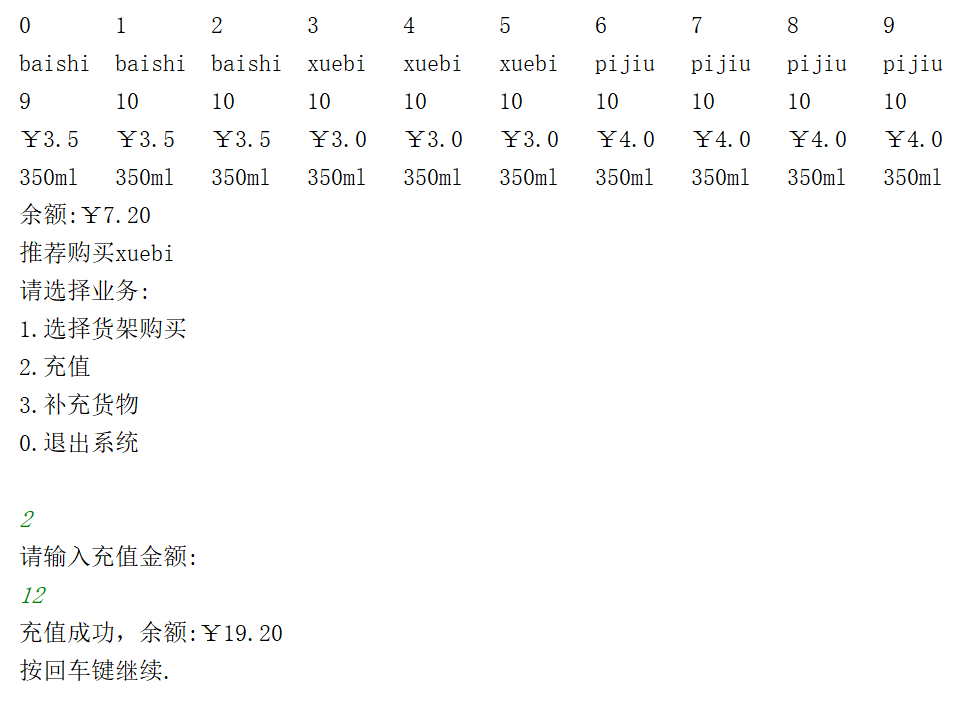 0 1 2 3 4 5 6 7 8 9
baishi baishi baishi xuebi xuebi xuebi pijiu pijiu pijiu pijiu
9 10 10 10 10 10 10 10 10 10
￥3.5 ￥3.5 ￥3.5 ￥3.0 ￥3.0 ￥3.0 ￥4.0 ￥4.0 ￥4.0 ￥4.0
350ml 350ml 350ml 350ml 350ml 350ml 350ml 350ml 350ml 350ml
余额:￥7.20
推荐购买xuebi
请选择业务:
1.选择货架购买
2.充值
3.补充货物
0.退出系统
2
请输入充值金额:
12
充值成功，余额:￥19.20
按回车键继续.